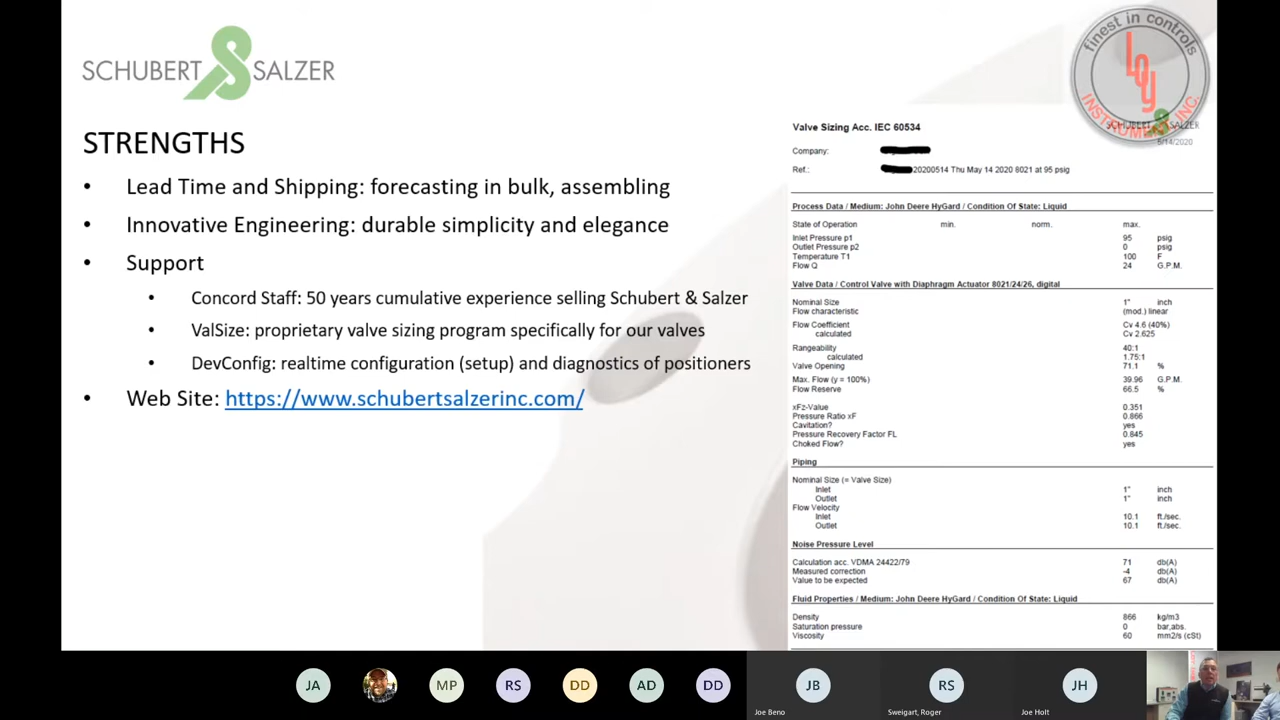 SCHUBERT SALZER
finest in controls
Loy
INSTRUMENT, INC.
STRENGTHS
• Lead Time and Shipping: forecasting in bulk, assembling
• Innovative Engineering: durable simplicity and elegance
• Support
• Concord Staff: 50 years cumulative experience selling Schubert & Salzer
• ValSize: proprietary valve sizing program specifically for our valves
• DevConfig: realtime configuration (setup) and diagnostics of positioners
• Web Site: https://www.schubertsalzerinc.com/
SCHUBERT SALZER
5/14/2020
Valve Sizing Acc. IEC 60534
Company:
Ref.: 20200514 Thu May 14 2020 8021 at 95 psig
Process Data / Medium: John Deere HyGard / Condition Of State: Liquid
State of Operation min. norm. max.
Inlet Pressure p1 95 psig
Outlet Pressure p2 0 psig
Temperature T1 100 F
Flow Q 24 G.P.M.
Valve Data / Control Valve with Diaphragm Actuator 8021/24/26, digital
Nominal Size 1" inch
Flow characteristic (mod.) linear
Flow Coefficient Cv 4.6 (40%)
calculated Cv 2.625
Rangeability 40:1
calculated 1.75:1
Valve Opening 71.1 %
Max. Flow (y = 100%) 39.96 G.P.M.
Flow Reserve 66.5 %
xFz-Value 0.351
Pressure Ratio xF 0.866
Cavitation? yes
Pressure Recovery Factor FL 0.845
Choked Flow? yes
Piping
Nominal Size (= Valve Size)
Inlet 1" inch
Outlet 1" inch
Flow Velocity
Inlet 10.1 ft./sec.
Outlet 10.1 ft./sec.
Noise Pressure Level
Calculation acc. VDMA 24422/79 71 db(A)
Measured correction -4 db(A)
Value to be expected 67 db(A)
Fluid Properties / Medium: John Deere HyGard / Condition Of State: Liquid
Density 866 kg/m3
Saturation pressure 0 bar,abs.
Viscosity 60 mm2/s (cSt)
JA MP RS DD AD DD JB RS JH
Joe Beno Sweigart, Roger Joe Holt